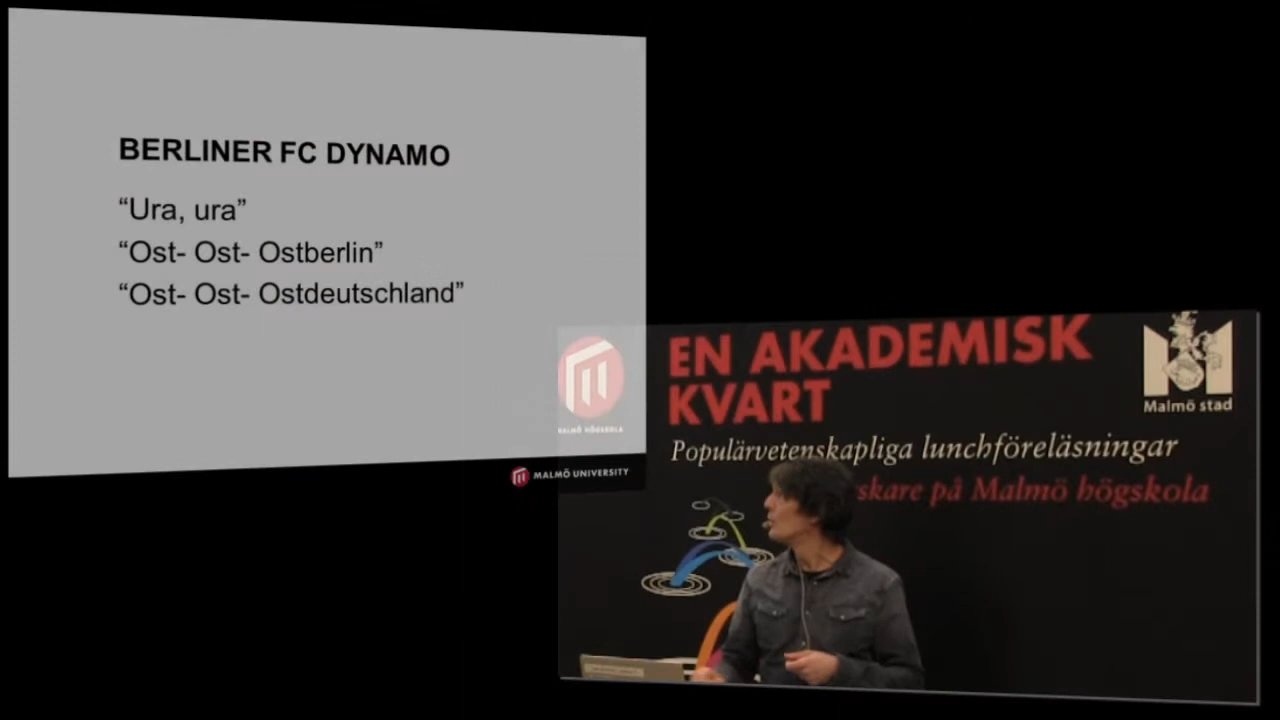 BERLINER FC DYNAMO
“Ura, ura”
“Ost- Ost- Ostberlin”
“Ost- Ost- Ostdeutschland”
MALMÖ HÖGSKOLA
MALMÖ UNIVERSITY
EN AKADEMISK
KVART
Malmö stad
Populärvetenskapliga lunchföreläsningar
skare på Malmö högskola